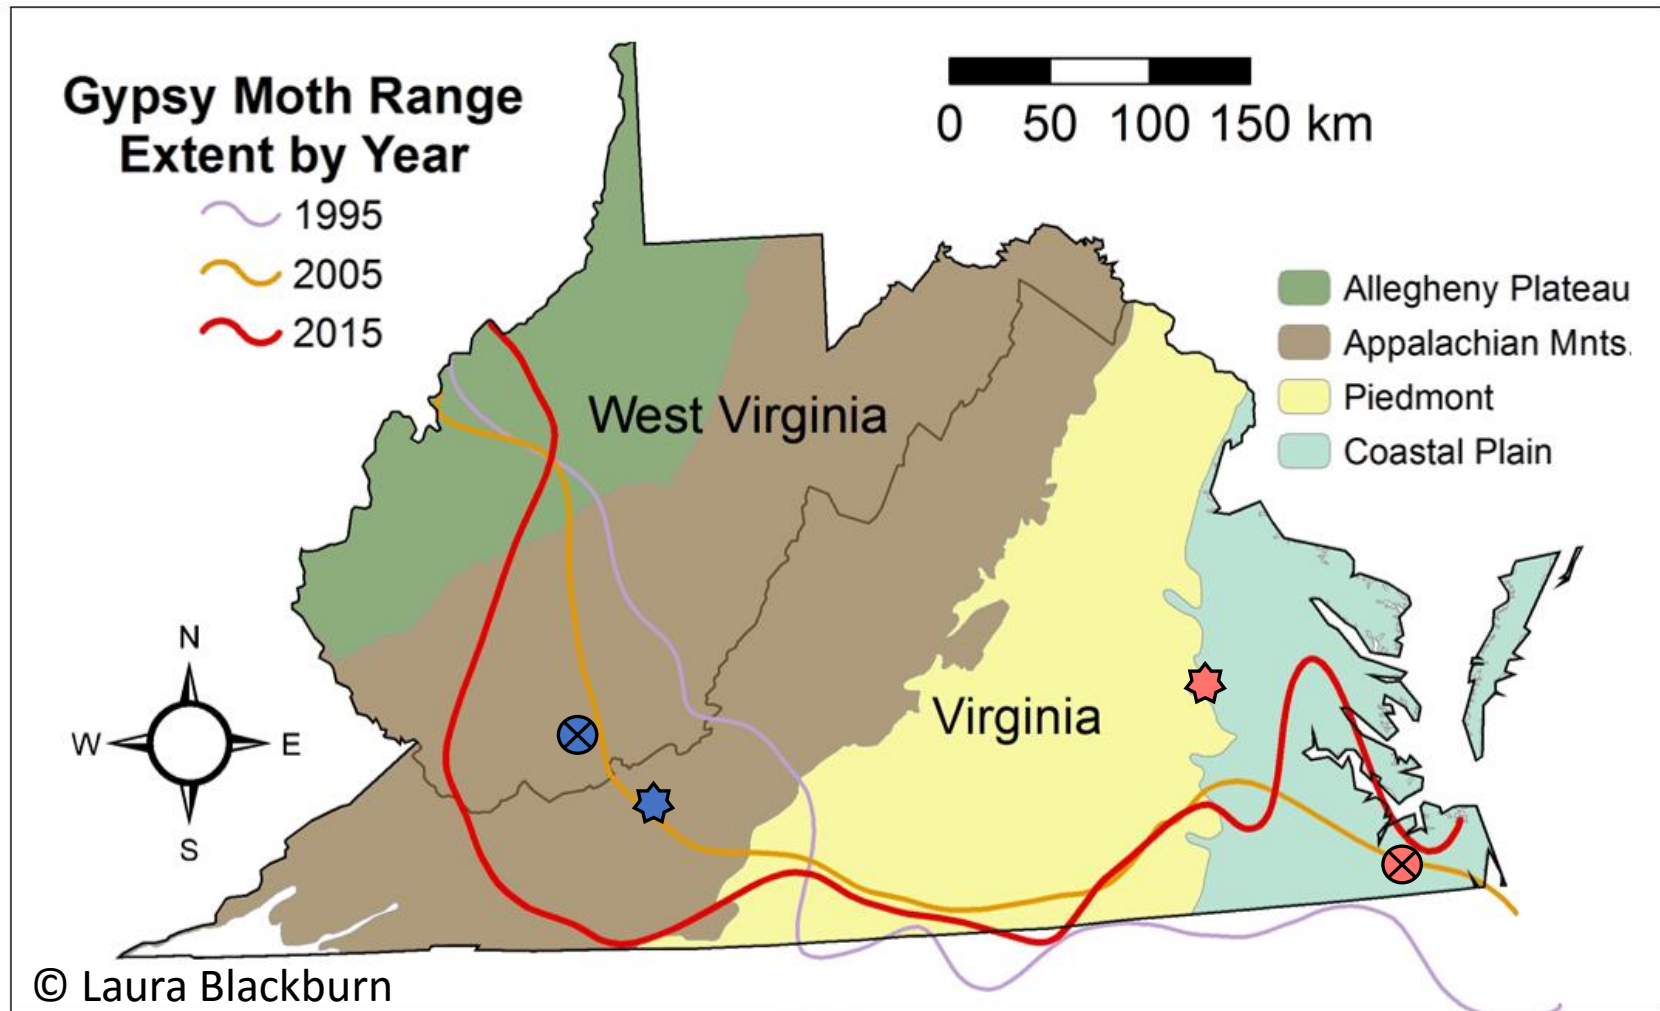 Gypsy Moth Range
Extent by Year
1995
2005
2015
0 50 100 150 km
Allegheny Plateau
Appalachian Mnts.
Piedmont
Coastal Plain
West Virginia
Virginia
N
W E
S
© Laura Blackburn